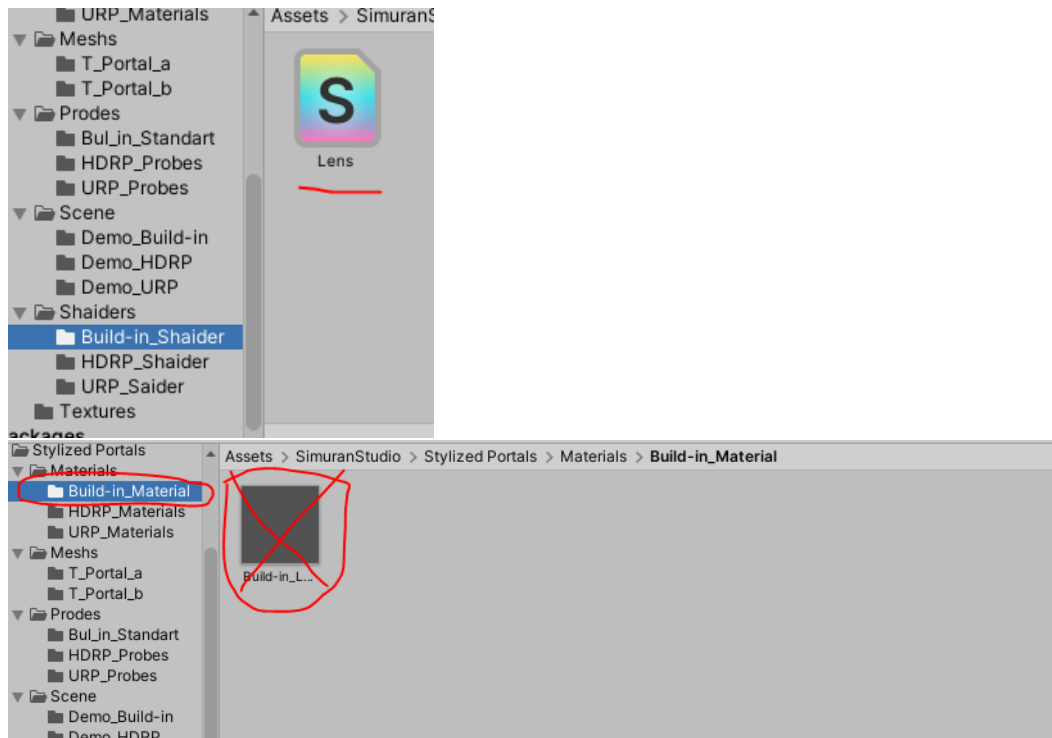 URP_Materials
Meshs
T_Portal_a
T_Portal_b
Prodes
Bul_in_Standart
HDRP_Probes
URP_Probes
Scene
Demo_Build-in
Demo_HDRP
Demo_URP
Shaiders
Build-in_Shaider
HDRP_Shaider
URP_Saider
Textures
ackages
Assets > SimuranS
S
Lens
Stylized Portals
Materials
Build-in_Material
HDRP_Materials
URP_Materials
Meshs
T_Portal_a
T_Portal_b
Prodes
Bul_in_Standart
HDRP_Probes
URP_Probes
Scene
Demo_Build-in
Demo_HDRP
Assets > SimuranStudio > Stylized Portals > Materials > Build-in_Material
Build-in_L...